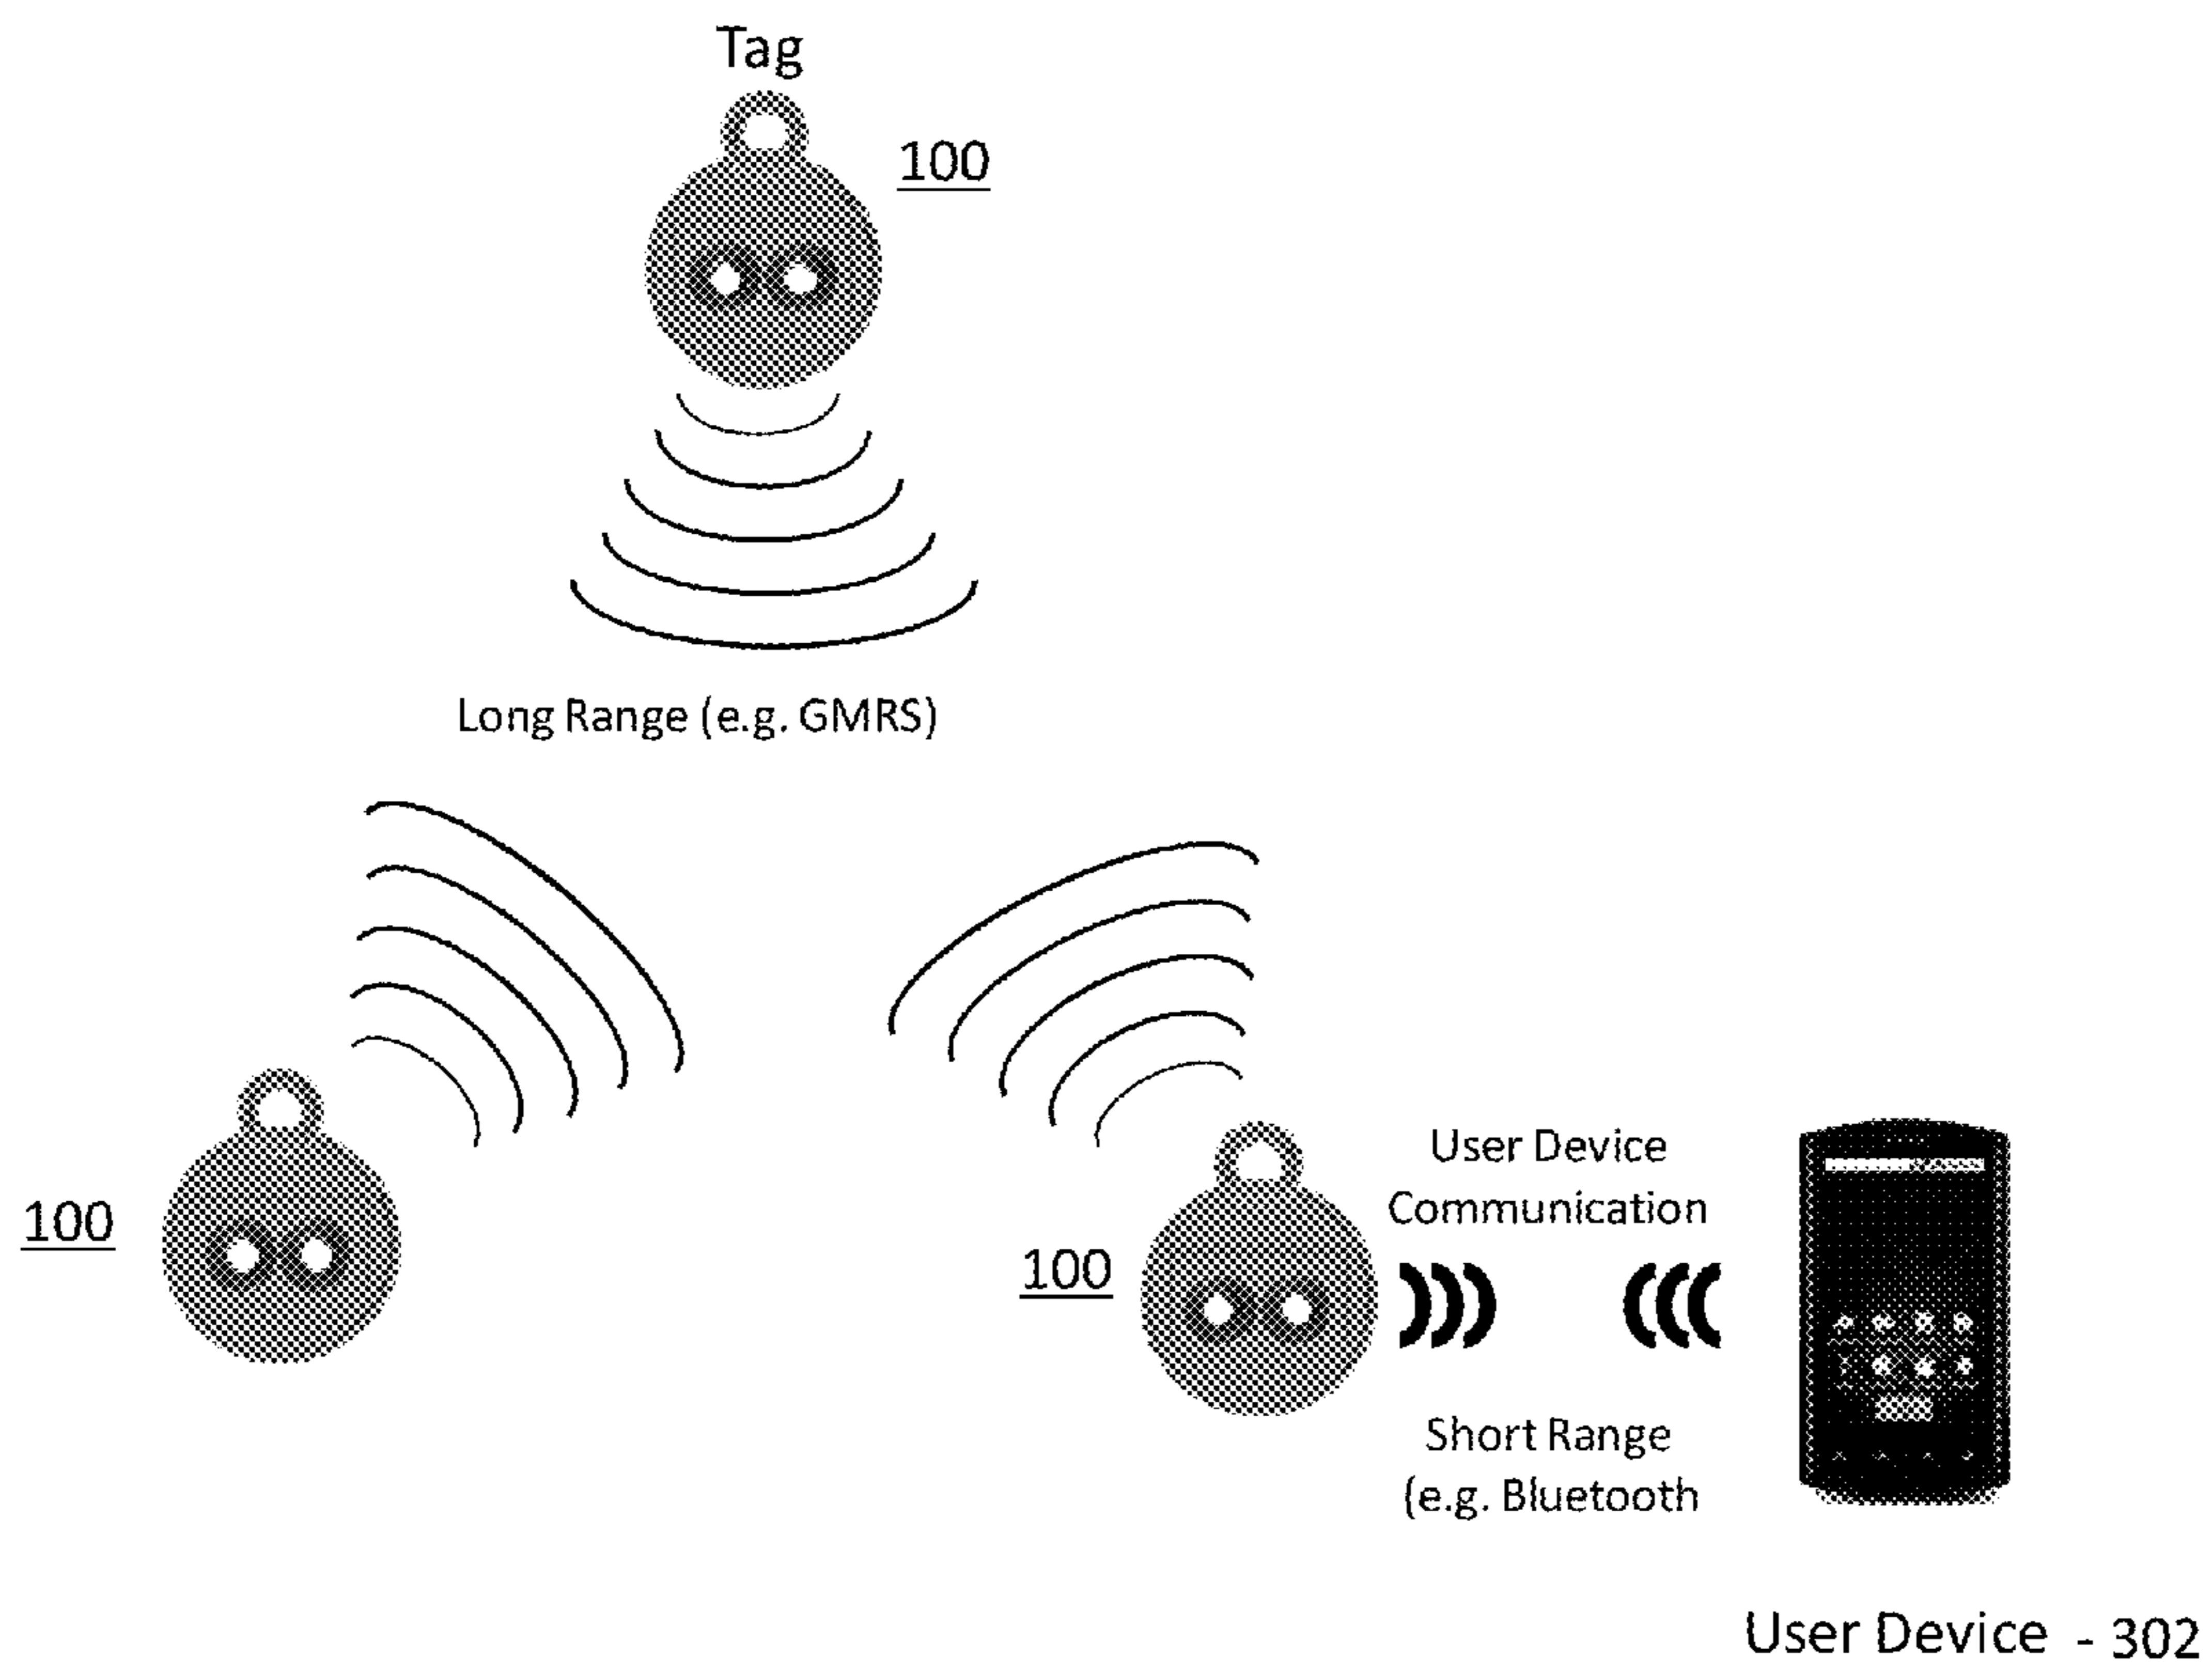 Tag
100
Long Range (e.g. GMRS)
100
100
User Device
Communication
Short Range
(e.g. Bluetooth
User Device - 302